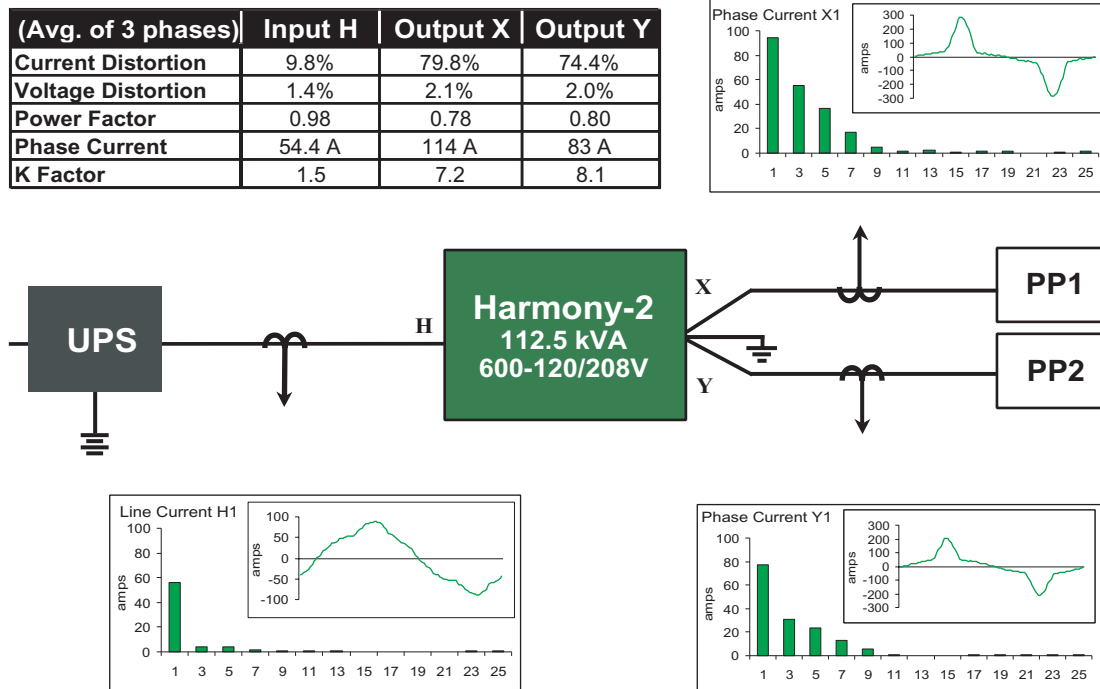 (Avg. of 3 phases) Input H Output X Output Y
Current Distortion 9.8% 79.8% 74.4%
Voltage Distortion 1.4% 2.1% 2.0%
Power Factor 0.98 0.78 0.80
Phase Current 54.4 A 114 A 83 A
K Factor 1.5 7.2 8.1
Phase Current X1
100
80
60
40
20
0
amps
1 3 5 7 9 11 13 15 17 19 21 23 25
300
200
100
0
-100
-200
-300
amps
UPS
H
Harmony-2
112.5 kVA
600-120/208V
X
Y
PP1
PP2
Line Current H1
100
80
60
40
20
0
amps
1 3 5 7 9 11 13 15 17 19 21 23 25
100
50
0
-50
-100
amps
Phase Current Y1
100
80
60
40
20
0
amps
1 3 5 7 9 11 13 15 17 19 21 23 25
300
200
100
0
-100
-200
-300
amps